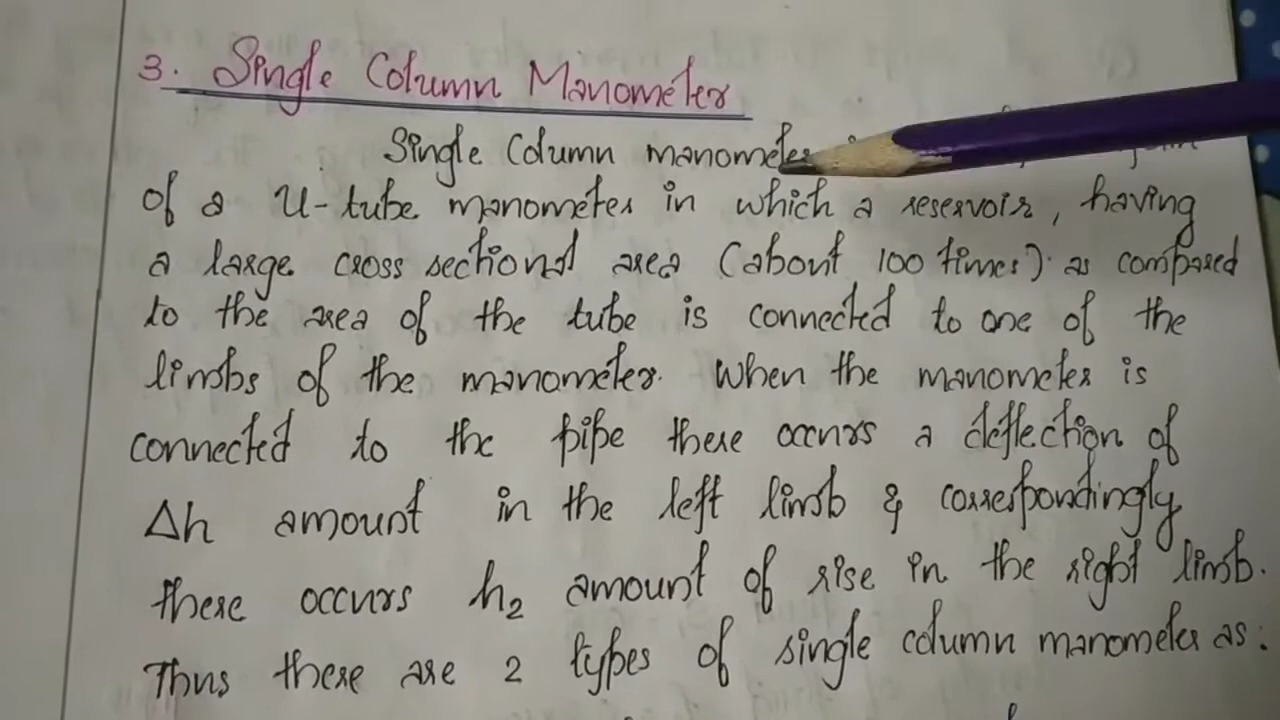 3. Single Column Manometer
Single Column manometer
of a U-tube manometer in which a reservoir, having
a large cross sectional area (about 100 times) as compared
to the area of the tube is connected to one of the
limbs of the manometer. When the manometer is
connected to the pipe there occurs a deflection of
Δh amount in the left limb & correspondingly
there occurs h₂ amount of rise in the right limb.
Thus there are 2 types of single column manometer as: